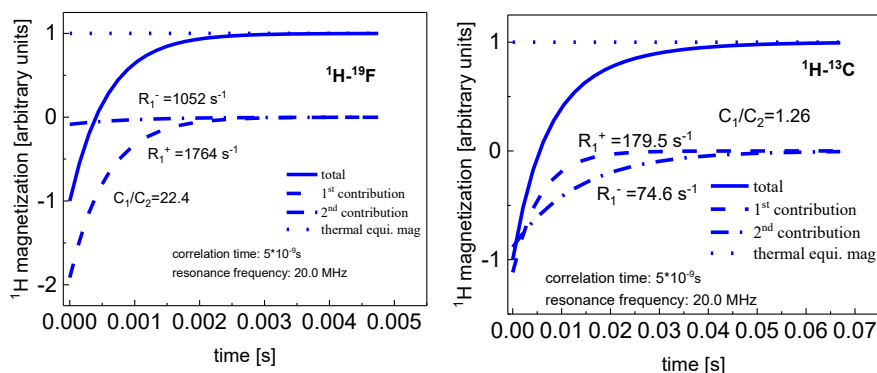 ¹H magnetization [arbitrary units]
1
0
-1
-2
¹H-¹⁹F
R₁⁻=1052 s⁻¹
R₁⁺=1764 s⁻¹
C₁/C₂=22.4
total
1ˢᵗ contribution
2ⁿᵈ contribution
thermal equi. mag
correlation time: 5*10⁻⁹s
resonance frequency: 20.0 MHz
0.000 0.001 0.002 0.003 0.004 0.005
time [s]
¹H magnetization [arbitrary units]
1
0
-1
¹H-¹³C
C₁/C₂=1.26
R₁⁺=179.5 s⁻¹
R₁⁻=74.6 s⁻¹
total
1ˢᵗ contribution
2ⁿᵈ contribution
thermal equi. mag
correlation time: 5*10⁻⁹s
resonance frequency: 20.0 MHz
0.00 0.01 0.02 0.03 0.04 0.05 0.06 0.07
time [s]